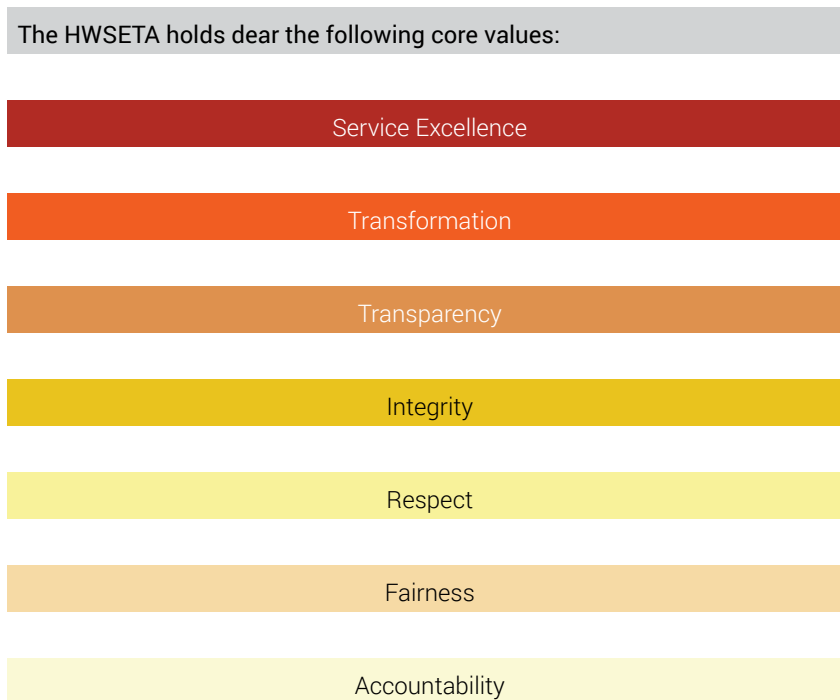 The HWSETA holds dear the following core values:
Service Excellence
Transformation
Transparency
Integrity
Respect
Fairness
Accountability